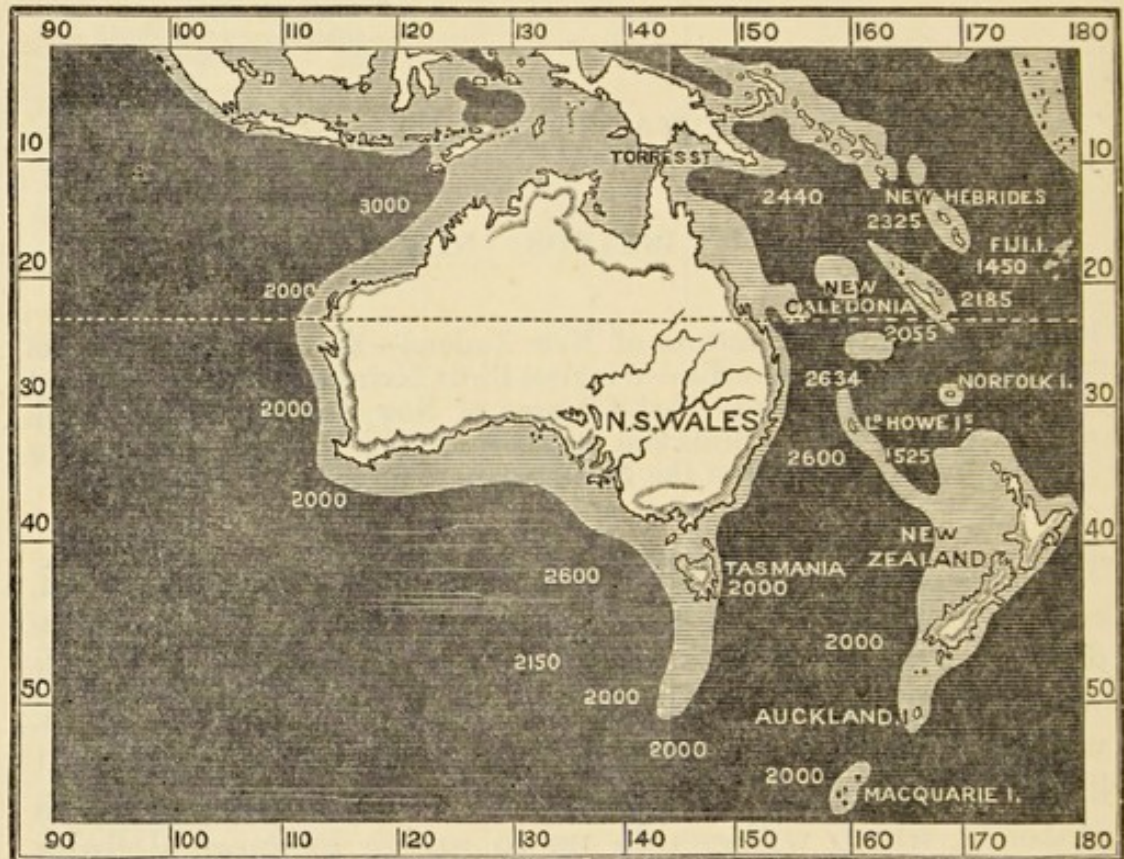 90 100 110 120 130 140 150 160 170 180
10 10
TORRES ST
3000
2440
NEW HEBRIDES
2325
FIJI.I.
1450
20 20
2000
NEW
CALEDONIA
2185
2055
30 30
2634
NORFOLK I.
2000
N.S.WALES
Lᴰ HOWE Iˢ
2600
1525
2000
40 40
NEW
ZEALAND
2600
TASMANIA
2000
2000
2150
50 50
2000
AUCKLAND.I
2000
2000
MACQUARIE I.
90 100 110 120 130 140 150 160 170 180